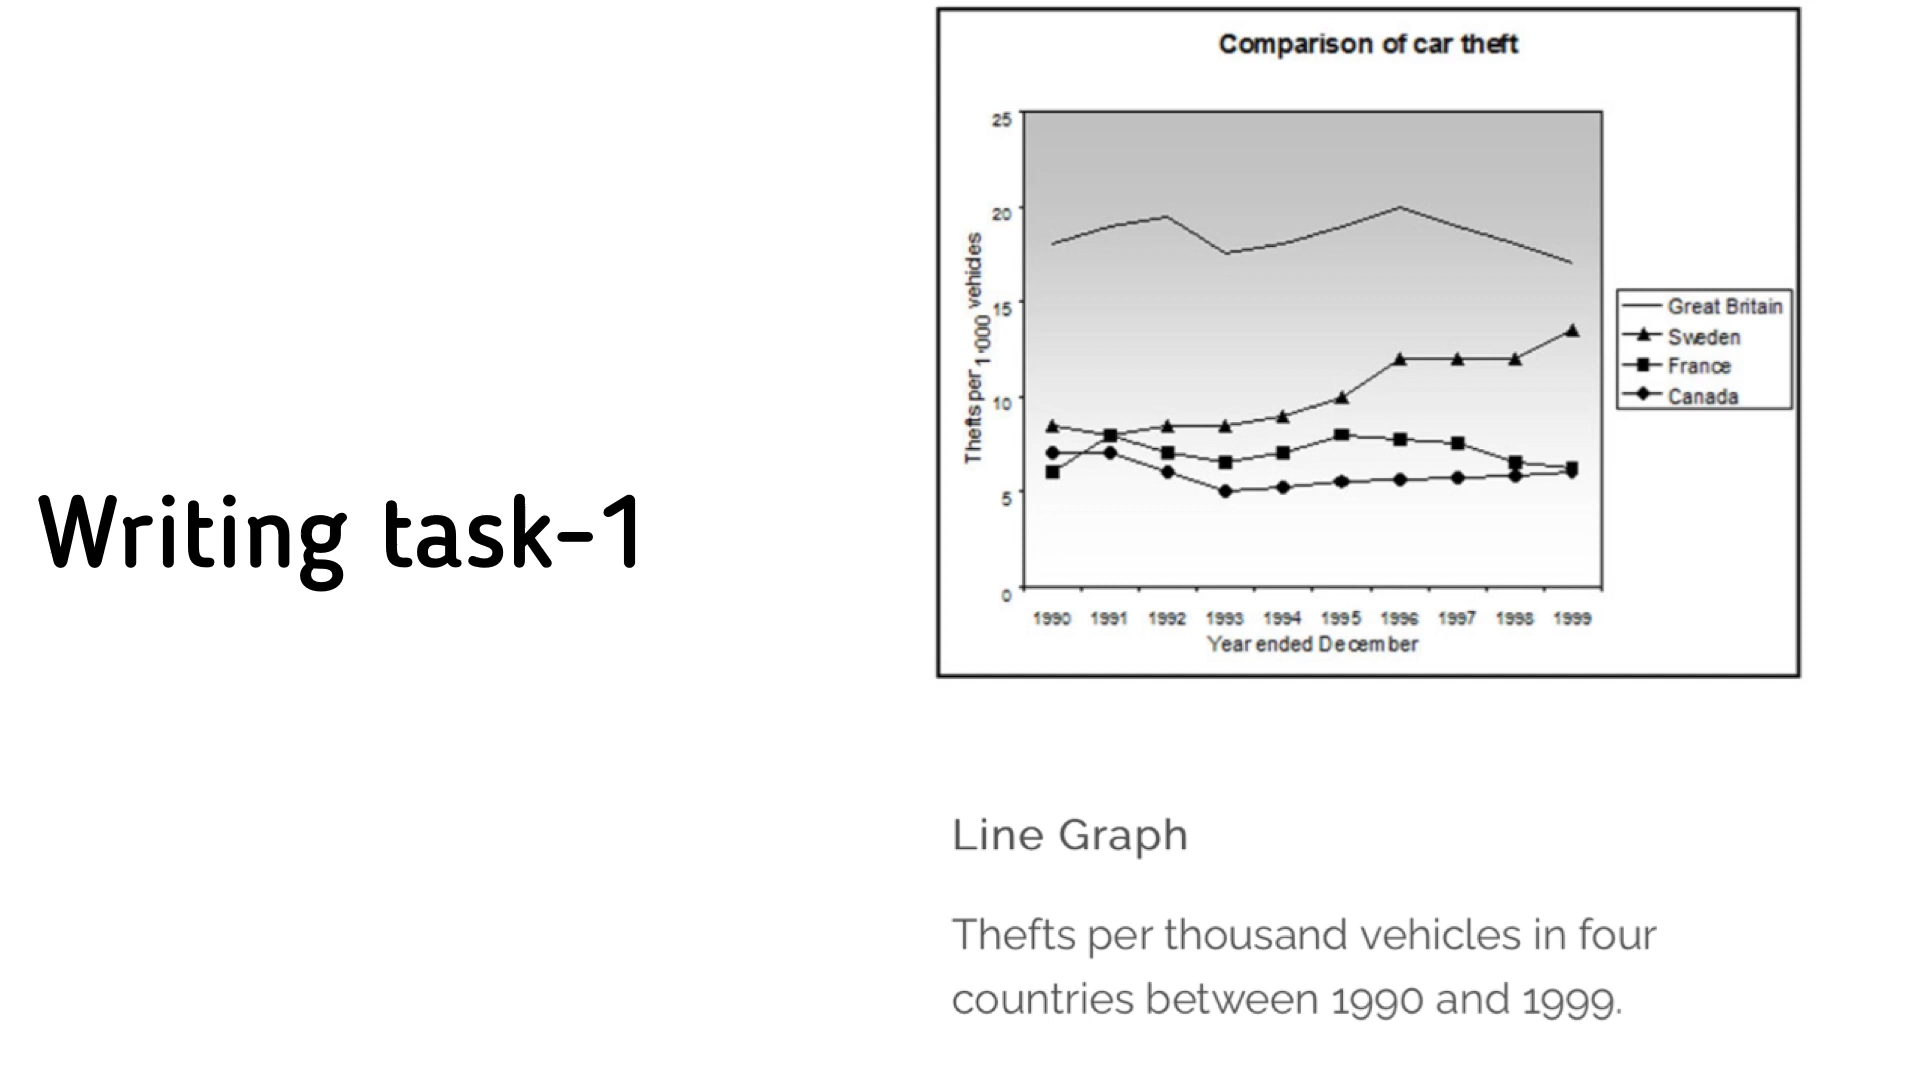 Writing task-1
Comparison of car theft
Thefts per 1·000 vehicles
25
20
15
10
5
0
1990 1991 1992 1993 1994 1995 1996 1997 1998 1999
Year ended December
Great Britain
Sweden
France
Canada
Line Graph
Thefts per thousand vehicles in four
countries between 1990 and 1999.